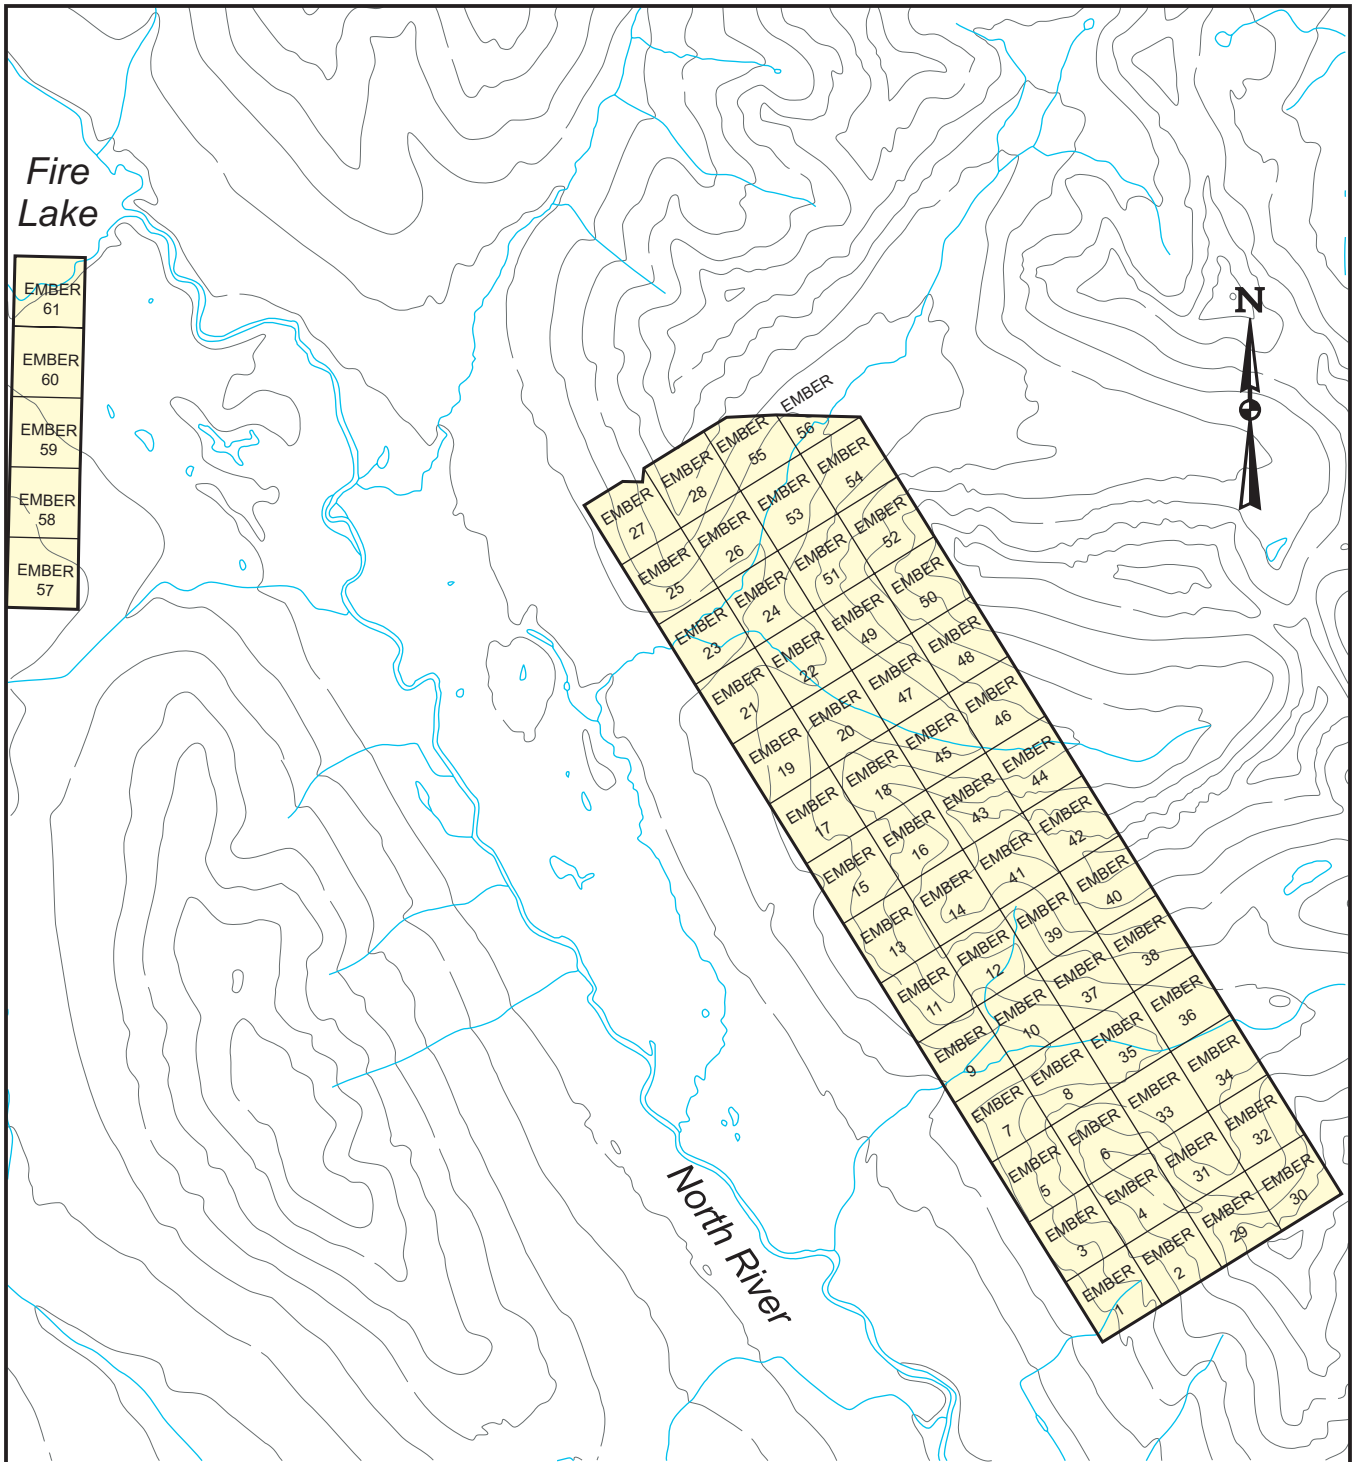 Fire
Lake
EMBER
61
EMBER
60
EMBER
59
EMBER
58
EMBER
57
N
EMBER
56
EMBER
55
EMBER
54
EMBER
28
EMBER
53
EMBER
27
EMBER
26
EMBER
52
EMBER
25
EMBER
51
EMBER
24
EMBER
50
EMBER
23
EMBER
49
EMBER
22
EMBER
48
EMBER
21
EMBER
47
EMBER
20
EMBER
46
EMBER
19
EMBER
45
EMBER
18
EMBER
44
EMBER
17
EMBER
43
EMBER
16
EMBER
42
EMBER
15
EMBER
41
EMBER
14
EMBER
40
EMBER
13
EMBER
39
EMBER
12
EMBER
38
EMBER
11
EMBER
37
EMBER
10
EMBER
36
EMBER
9
EMBER
35
EMBER
8
EMBER
34
EMBER
7
EMBER
33
EMBER
6
EMBER
32
EMBER
5
EMBER
31
EMBER
4
EMBER
30
EMBER
3
EMBER
29
EMBER
2
EMBER
1
North River